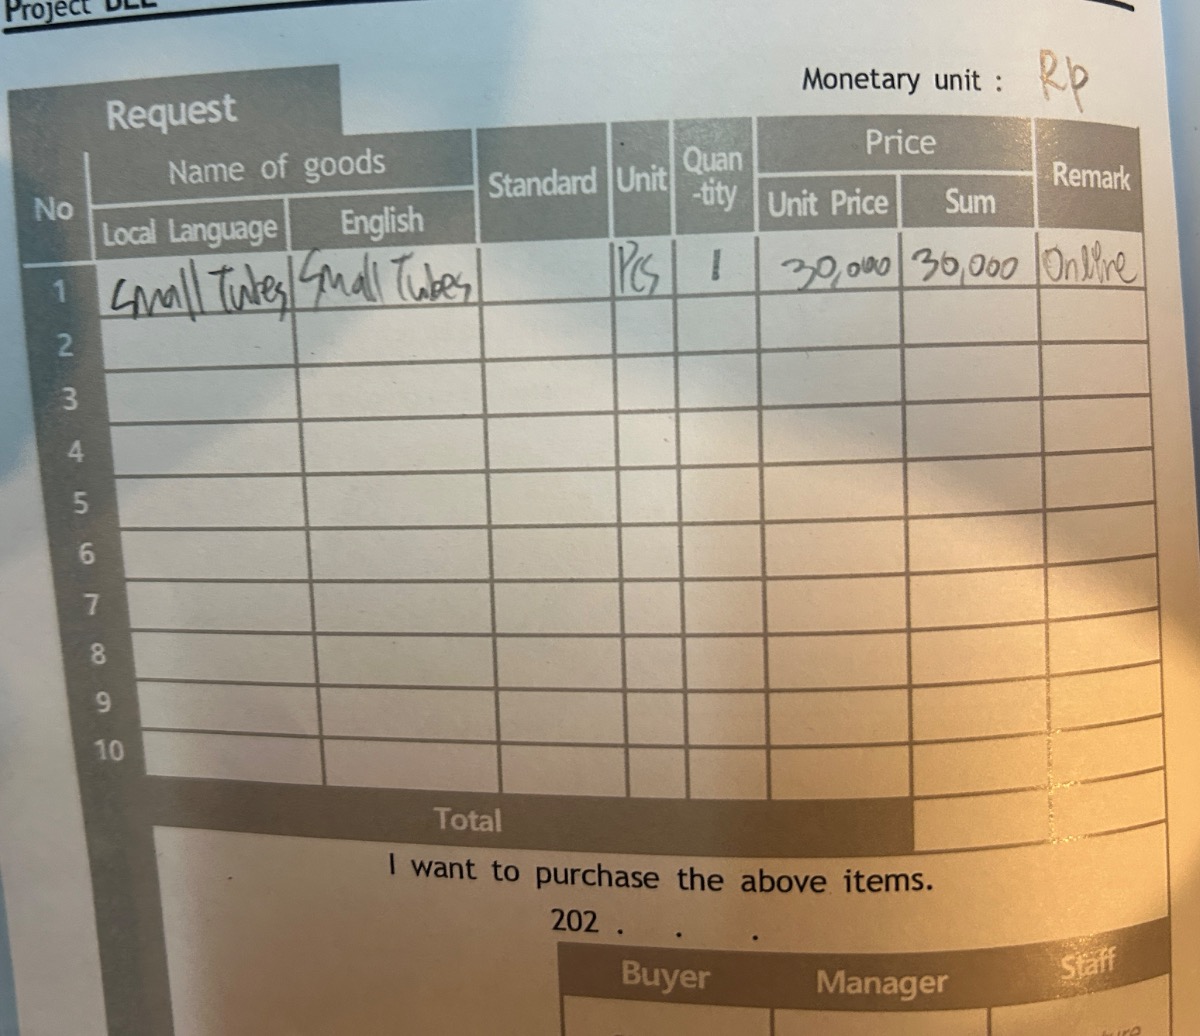 Project
Monetary unit : Rp
Request
No Name of goods Standard Unit Quan-tity Price Remark
Local Language English Unit Price Sum
1 Small Tubes Small Tubes Pcs 1 30,000 30,000 Online
2
3
4
5
6
7
8
9
10
Total
I want to purchase the above items.
202 . . .
Buyer Manager Staff